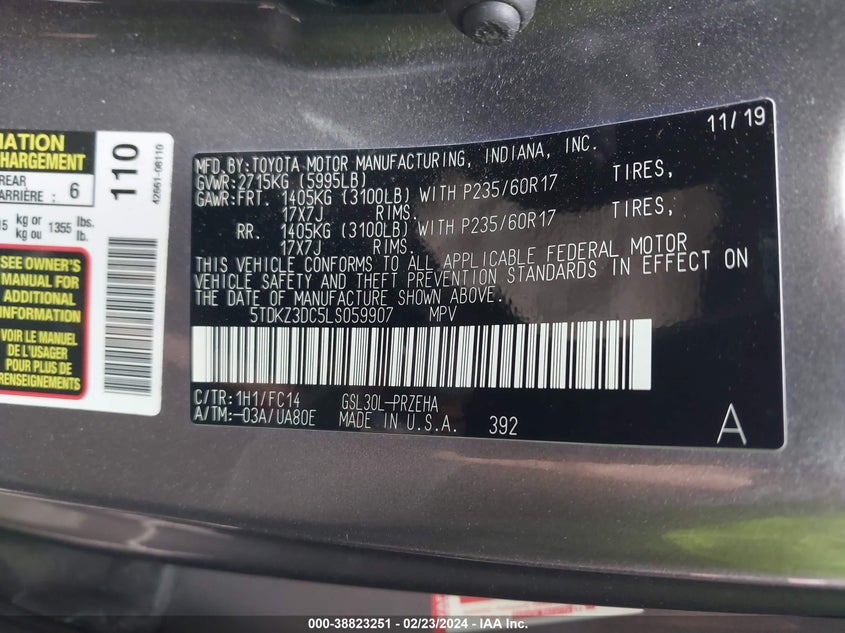 MATION
CHARGEMENT
REAR
ARRIÈRE 6
kg or 1355 lbs.
kg ou lb.
SEE OWNER'S
MANUAL FOR
ADDITIONAL
INFORMATION
VOIR LE MANUEL
DE L'USAGER
POUR PLUS DE
RENSEIGNEMENTS
110
42661-08110
11/19
MFD.BY:TOYOTA MOTOR MANUFACTURING, INDIANA, INC.
GVWR:2715KG (5995LB)
GAWR:FRT. 1405KG (3100LB) WITH P235/60R17 TIRES,
17X7J RIMS.
RR. 1405KG (3100LB) WITH P235/60R17 TIRES,
17X7J RIMS.
THIS VEHICLE CONFORMS TO ALL APPLICABLE FEDERAL MOTOR
VEHICLE SAFETY AND THEFT PREVENTION STANDARDS IN EFFECT ON
THE DATE OF MANUFACTURE SHOWN ABOVE.
5TDKZ3DC5LS059907 MPV
C/TR:1H1/FC14 GSL30L-PRZEHA
A/TM:-03A/UA80E MADE IN U.S.A. 392
A
000-38823251 - 02/23/2024 - IAA Inc.